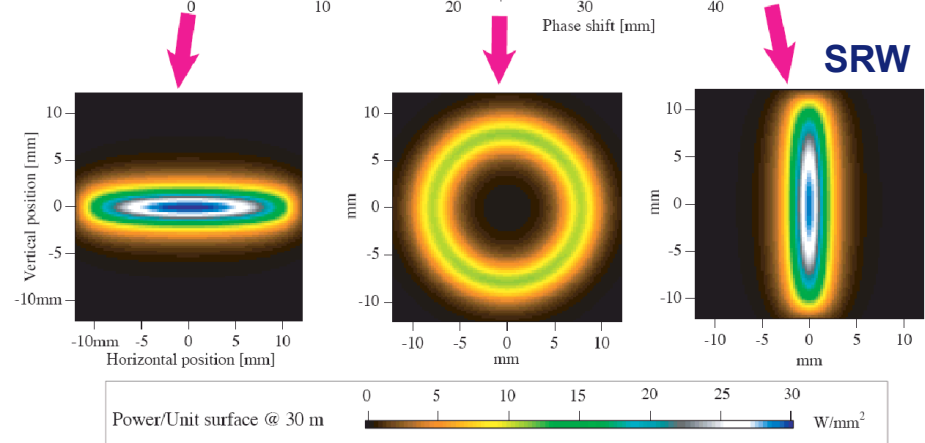 0 10 20 30 40
Phase shift [mm]
SRW
10
5
0
-5
-10mm
Vertical position [mm]
-10mm -5 0 5 10
Horizontal position [mm]
10
5
0
-5
-10
mm
-10 -5 0 5 10
mm
10
5
0
-5
-10
mm
-10 -5 0 5 10
mm
0 5 10 15 20 25 30
Power/Unit surface @ 30 m
W/mm²